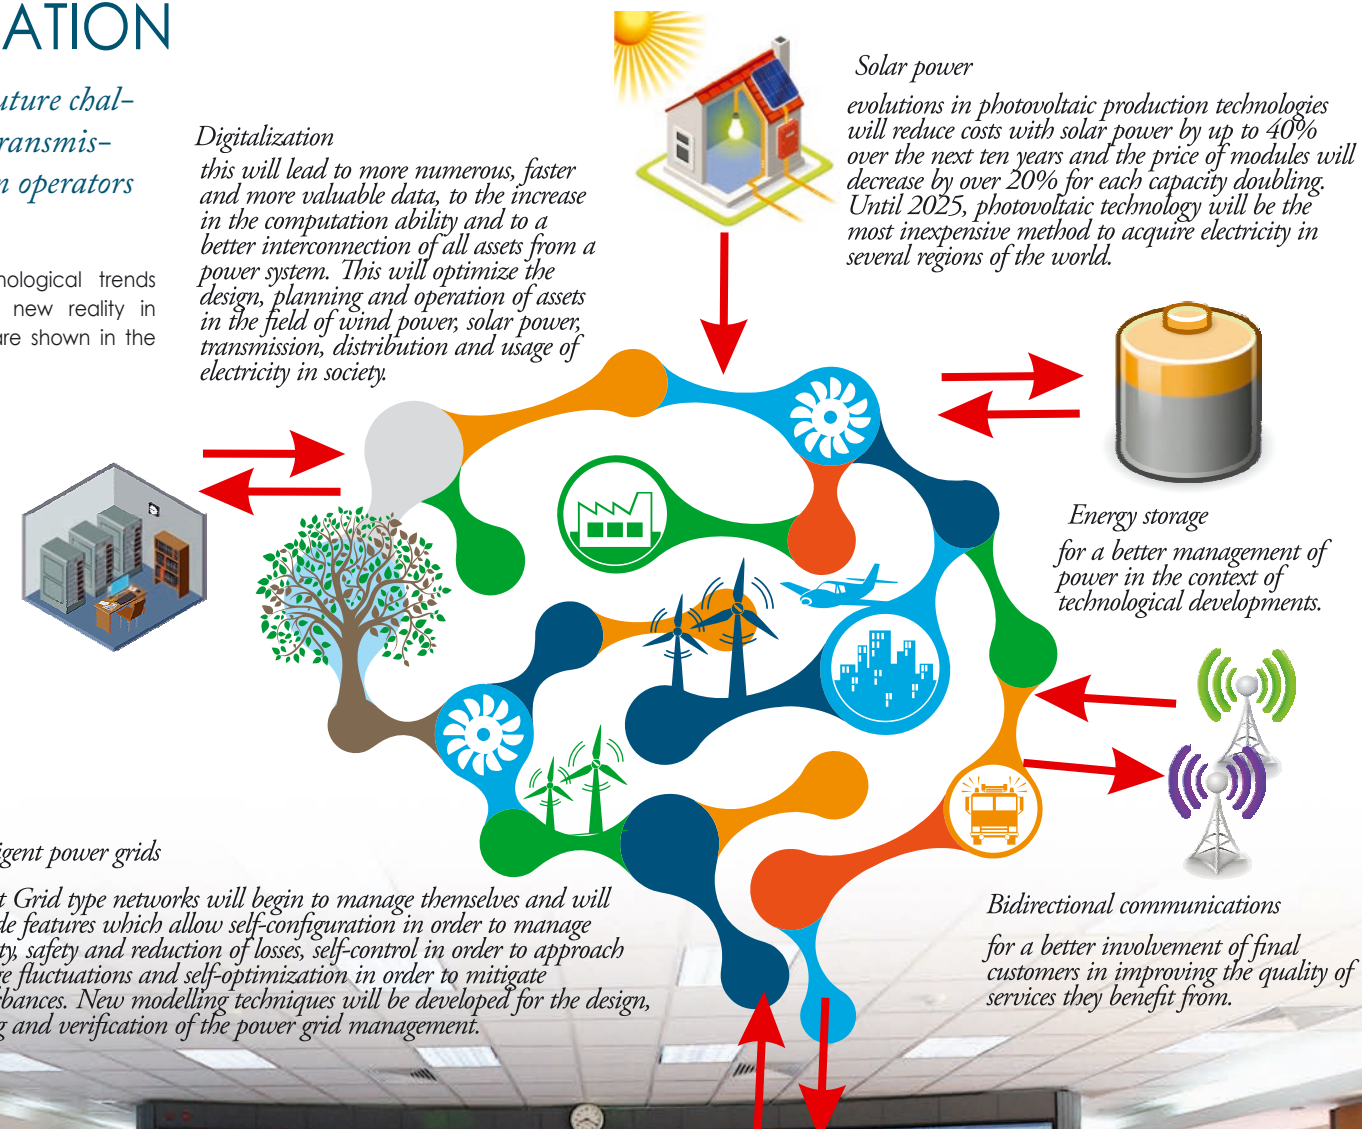 ATION
uture chal-
ransmis-
n operators
nological trends
new reality in
are shown in the
Digitalization
this will lead to more numerous, faster
and more valuable data, to the increase
in the computation ability and to a
better interconnection of all assets from a
power system. This will optimize the
design, planning and operation of assets
in the field of wind power, solar power,
transmission, distribution and usage of
electricity in society.
Solar power
evolutions in photovoltaic production technologies
will reduce costs with solar power by up to 40%
over the next ten years and the price of modules will
decrease by over 20% for each capacity doubling.
Until 2025, photovoltaic technology will be the
most inexpensive method to acquire electricity in
several regions of the world.
Energy storage
for a better management of
power in the context of
technological developments.
igent power grids
t Grid type networks will begin to manage themselves and will
de features which allow self-configuration in order to manage
ty, safety and reduction of losses, self-control in order to approach
ge fluctuations and self-optimization in order to mitigate
rbances. New modelling techniques will be developed for the design,
g and verification of the power grid management.
Bidirectional communications
for a better involvement of final
customers in improving the quality of
services they benefit from.